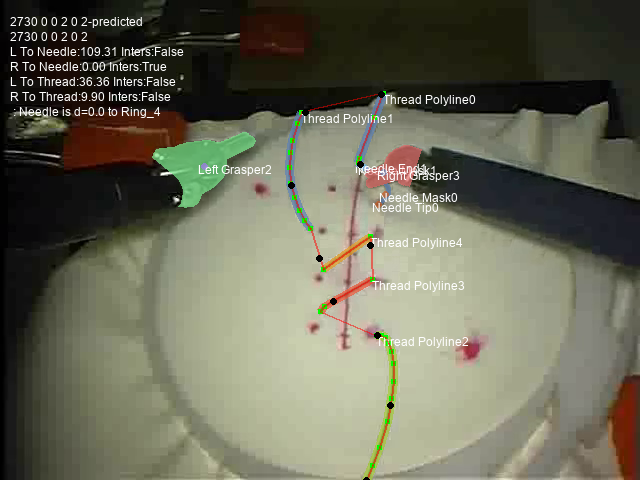 2730 0 0 2 0 2-predicted
2730 0 0 2 0 2
L To Needle:109.31 Inters:False
R To Needle:0.00 Inters:True
L To Thread:36.36 Inters:False
R To Thread:9.90 Inters:False
: Needle is d=0.0 to Ring_4
Thread Polyline0
Thread Polyline1
Needle End
Left Grasper2
Right Grasper3
Needle Mask0
Needle Tip0
Thread Polyline4
Thread Polyline3
Thread Polyline2